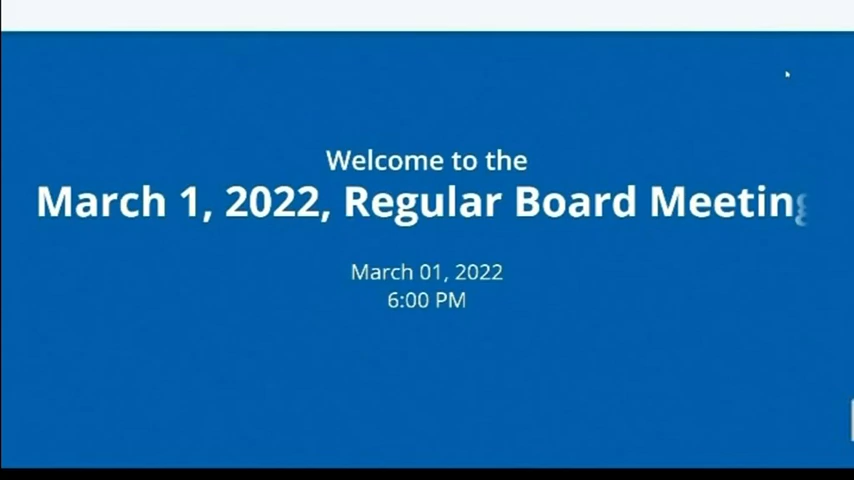 Welcome to the
March 1, 2022, Regular Board Meeting
March 01, 2022
6:00 PM